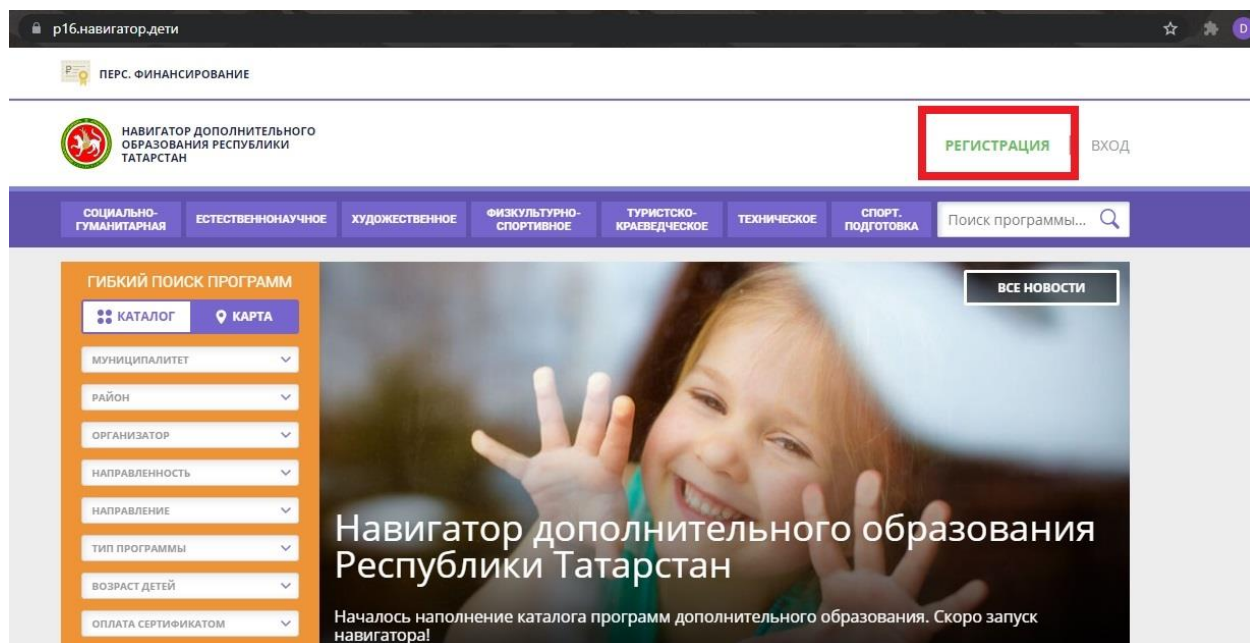 р16.навигатор.дети
D
ПЕРС. ФИНАНСИРОВАНИЕ
НАВИГАТОР ДОПОЛНИТЕЛЬНОГО
ОБРАЗОВАНИЯ РЕСПУБЛИКИ
ТАТАРСТАН
РЕГИСТРАЦИЯ
ВХОД
СОЦИАЛЬНО-
ГУМАНИТАРНАЯ
ЕСТЕСТВЕННОНАУЧНОЕ
ХУДОЖЕСТВЕННОЕ
ФИЗКУЛЬТУРНО-
СПОРТИВНОЕ
ТУРИСТСКО-
КРАЕВЕДЧЕСКОЕ
ТЕХНИЧЕСКОЕ
СПОРТ.
ПОДГОТОВКА
Поиск программы...
ГИБКИЙ ПОИСК ПРОГРАММ
КАТАЛОГ
КАРТА
МУНИЦИПАЛИТЕТ
РАЙОН
ОРГАНИЗАТОР
НАПРАВЛЕННОСТЬ
НАПРАВЛЕНИЕ
ТИП ПРОГРАММЫ
ВОЗРАСТ ДЕТЕЙ
ОПЛАТА СЕРТИФИКАТОМ
ВСЕ НОВОСТИ
Навигатор дополнительного образования
Республики Татарстан
Началось наполнение каталога программ дополнительного образования. Скоро запуск
навигатора!